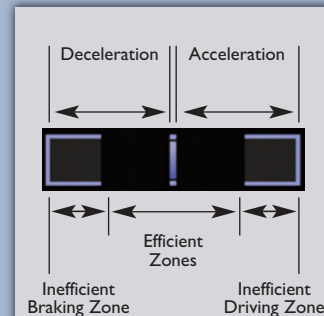 Deceleration
Acceleration
Efficient
Zones
Inefficient
Braking Zone
Inefficient
Driving Zone